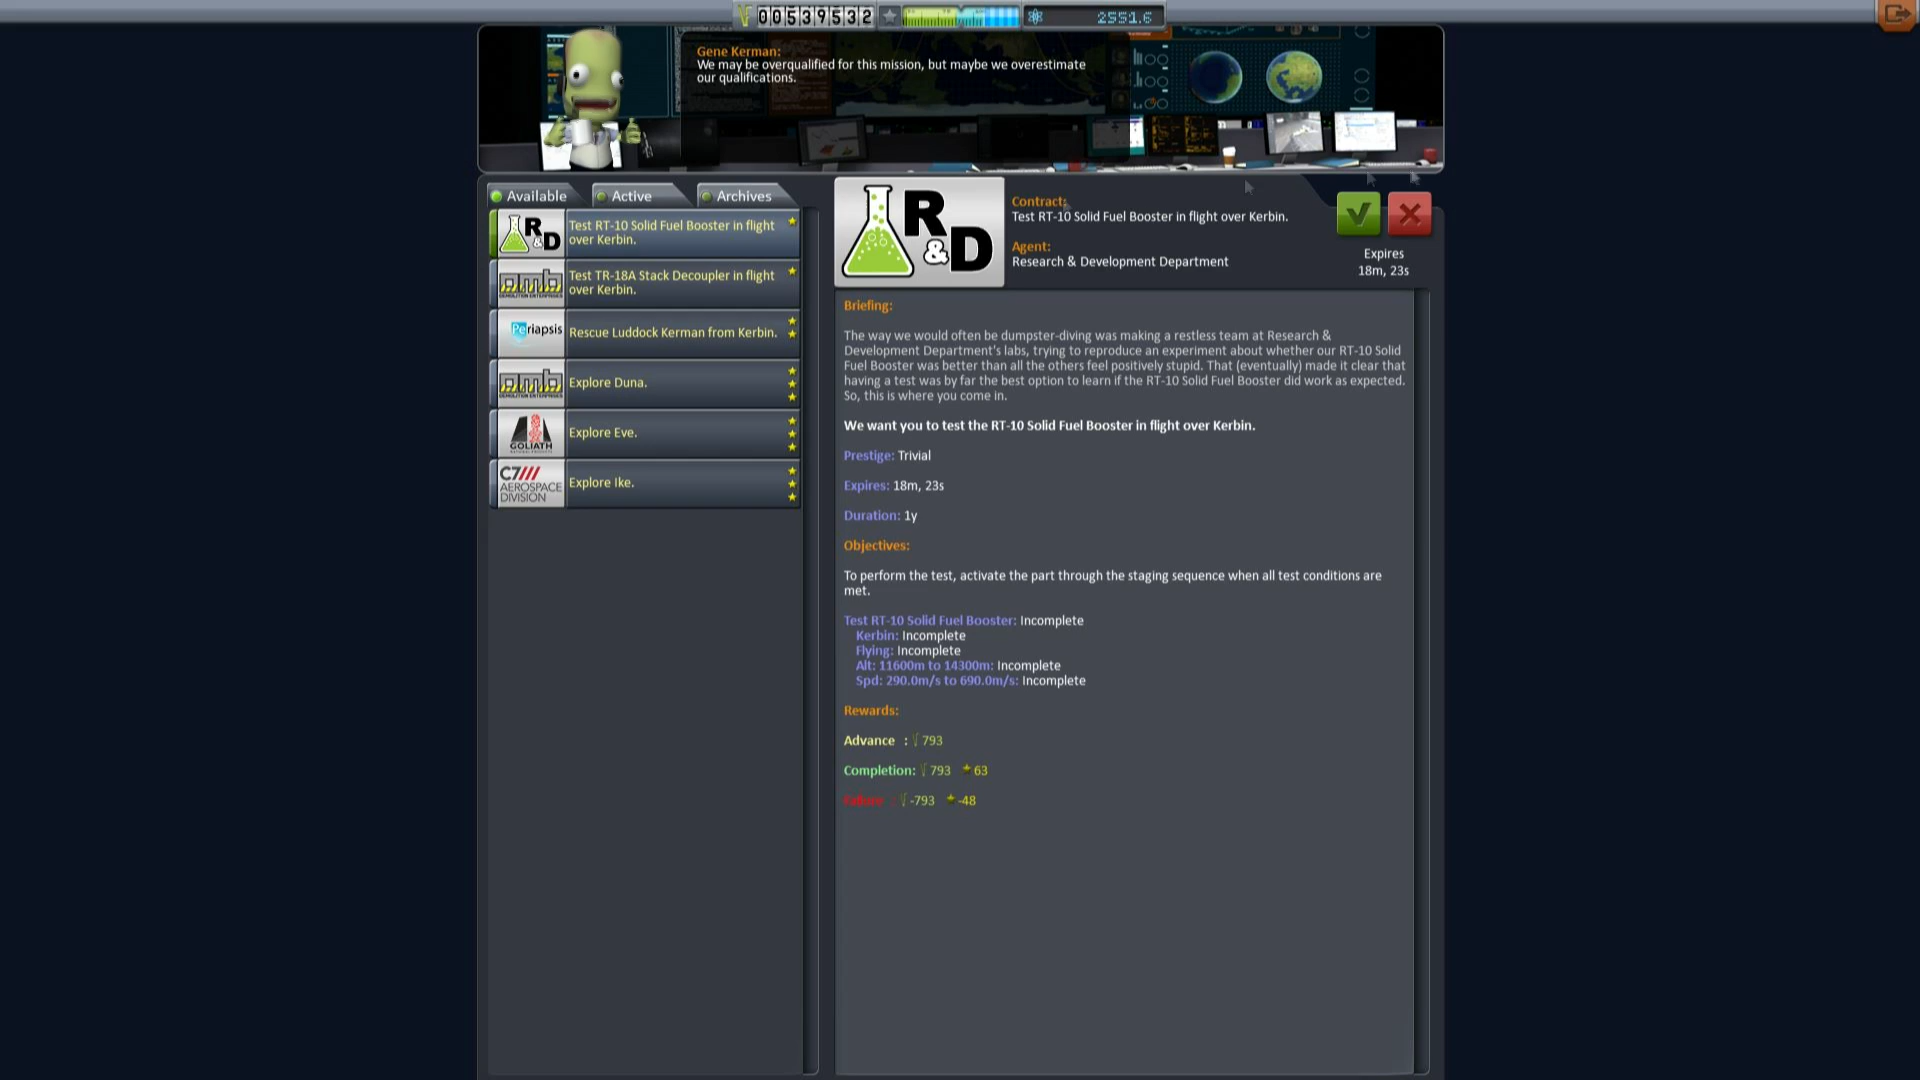 00539532
2551.6
Gene Kerman:
We may be overqualified for this mission, but maybe we overestimate
our qualifications.
Available
Active
Archives
R&D
Test RT-10 Solid Fuel Booster in flight
over Kerbin.
Test TR-18A Stack Decoupler in flight
over Kerbin.
Periapsis
Rescue Luddock Kerman from Kerbin.
Explore Duna.
GOLIATH
Explore Eve.
C7///
AEROSPACE
DIVISION
Explore Ike.
R&D
Contract:
Test RT-10 Solid Fuel Booster in flight over Kerbin.
Agent:
Research & Development Department
Expires
18m, 23s
Briefing:
The way we would often be dumpster-diving was making a restless team at Research &
Development Department's labs, trying to reproduce an experiment about whether our RT-10 Solid
Fuel Booster was better than all the others feel positively stupid. That (eventually) made it clear that
having a test was by far the best option to learn if the RT-10 Solid Fuel Booster did work as expected.
So, this is where you come in.
We want you to test the RT-10 Solid Fuel Booster in flight over Kerbin.
Prestige: Trivial
Expires: 18m, 23s
Duration: 1y
Objectives:
To perform the test, activate the part through the staging sequence when all test conditions are
met.
Test RT-10 Solid Fuel Booster: Incomplete
Kerbin: Incomplete
Flying: Incomplete
Alt: 11600m to 14300m: Incomplete
Spd: 290.0m/s to 690.0m/s: Incomplete
Rewards:
Advance : 793
Completion: 793 63
Failure : -793 -48